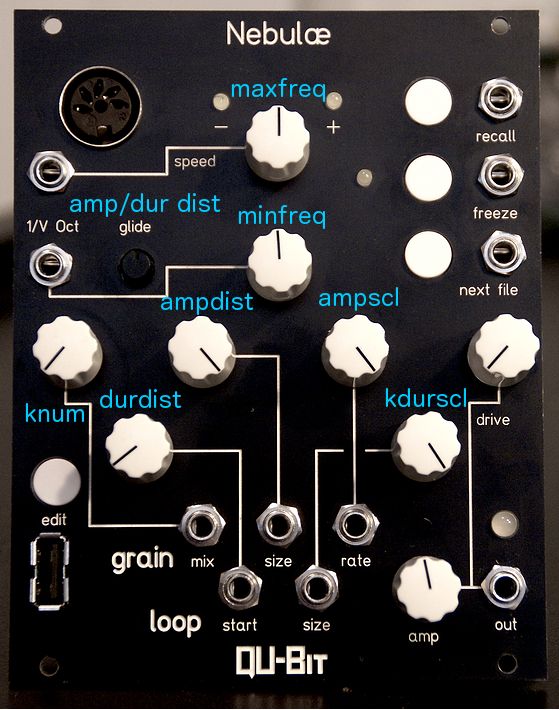 Nebulæ
maxfreq
− +
recall
speed
amp/dur dist
freeze
1/V Oct
glide
minfreq
next file
ampdist
ampscl
knum
durdist
kdurscl
drive
edit
grain
mix
size
rate
loop
start
size
amp
out
QU-BIT